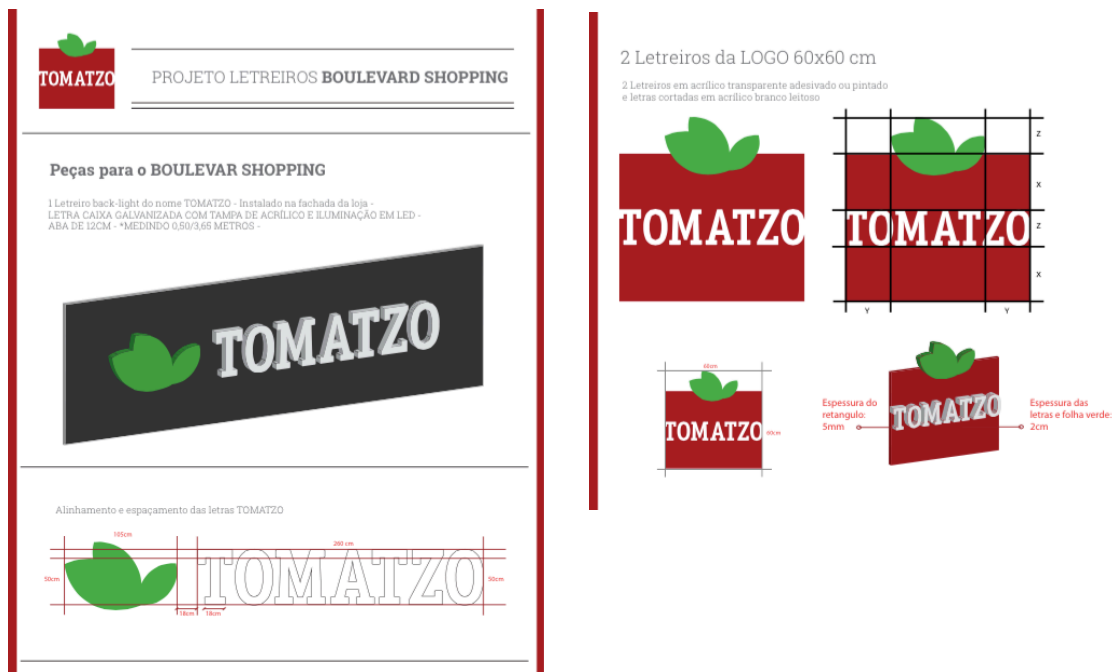 TOMATZO
PROJETO LETREIROS BOULEVARD SHOPPING
Peças para o BOULEVAR SHOPPING
1 Letreiro back-light do nome TOMATZO - Instalado na fachada da loja -
LETRA CAIXA GALVANIZADA COM TAMPA DE ACRÍLICO E ILUMINAÇÃO EM LED -
ABA DE 12CM - *MEDINDO 0,50/3,65 METROS -
TOMATZO
Alinhamento e espaçamento das letras TOMATZO
105cm
260 cm
50cm
TOMATZO
50cm
18cm
18cm
2 Letreiros da LOGO 60x60 cm
2 Letreiros em acrílico transparente adesivado ou pintado
e letras cortadas em acrílico branco leitoso
TOMATZO
TOMATZO
Z
X
Z
X
Y
Y
60cm
TOMATZO
60cm
Espessura do
retangulo:
5mm
TOMATZO
Espessura das
letras e folha verde:
2cm